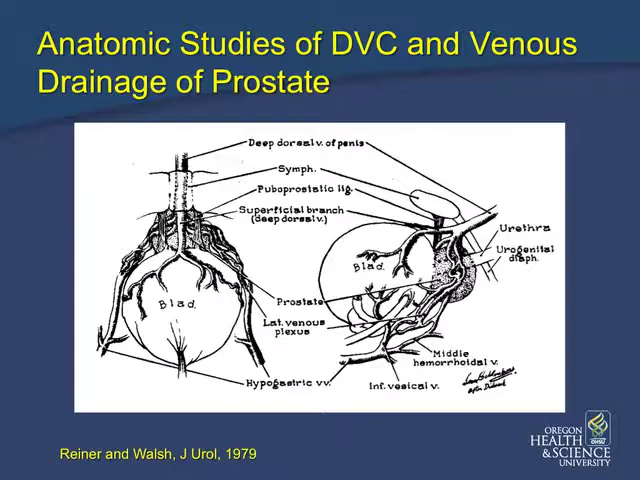 Anatomic Studies of DVC and Venous
Drainage of Prostate
Deep dorsal v. of penis
Symph.
Puboprostatic lig.
Superficial branch
(deep dorsal v.)
Urethra
Urogenital
diaph.
Blad.
Blad.
Prostate
Lat. venous
plexus
Middle
hemorrhoidal v.
Hypogastric vv.
Inf. vesical v.
After
Reiner and Walsh, J Urol, 1979
OREGON
HEALTH
& SCIENCE
UNIVERSITY
OHSU